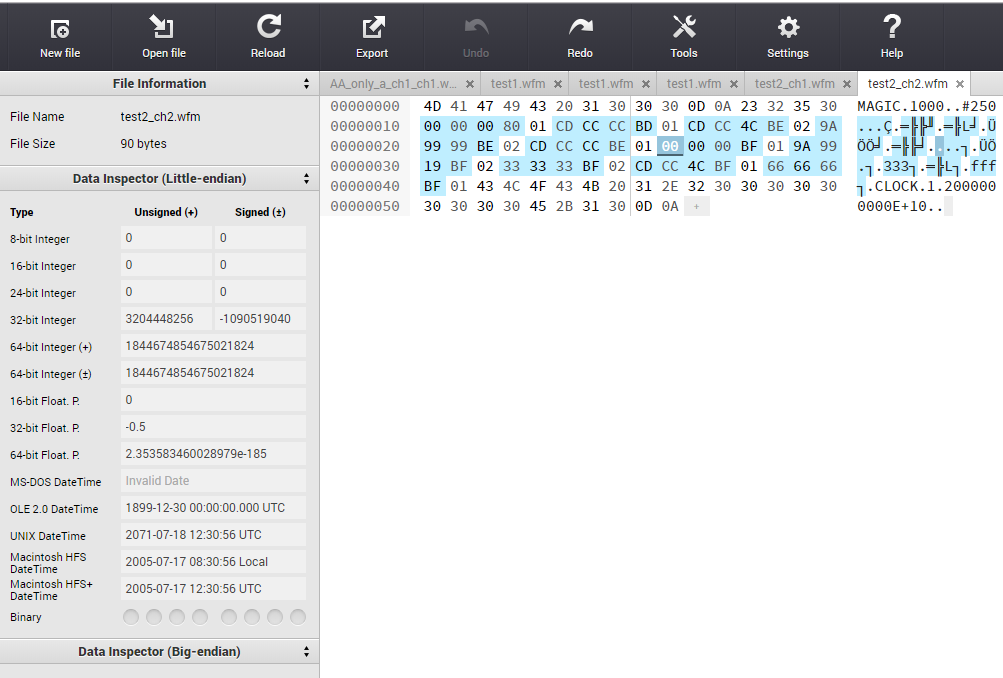 New file
Open file
Reload
Export
Undo
Redo
Tools
Settings
Help
File Information
File Name test2_ch2.wfm
File Size 90 bytes
Data Inspector (Little-endian)
Type Unsigned (+) Signed (±)
8-bit Integer 0 0
16-bit Integer 0 0
24-bit Integer 0 0
32-bit Integer 3204448256 -1090519040
64-bit Integer (+) 1844674854675021824
64-bit Integer (±) 1844674854675021824
16-bit Float. P. 0
32-bit Float. P. -0.5
64-bit Float. P. 2.353583460028979e-185
MS-DOS DateTime Invalid Date
OLE 2.0 DateTime 1899-12-30 00:00:00.000 UTC
UNIX DateTime 2071-07-18 12:30:56 UTC
Macintosh HFS
DateTime 2005-07-17 08:30:56 Local
Macintosh HFS+
DateTime 2005-07-17 12:30:56 UTC
Binary
Data Inspector (Big-endian)
AA_only_a_ch1_ch1.w... × test1.wfm × test1.wfm × test1.wfm × test2_ch1.wfm × test2_ch2.wfm ×
00000000 4D 41 47 49 43 20 31 30 30 30 0D 0A 23 32 35 30 MAGIC.1000..#250
00000010 00 00 00 80 01 CD CC CC BD 01 CD CC 4C BE 02 9A ...Ç.═╠╠╜.═╠L╛.Ü
00000020 99 99 BE 02 CD CC CC BE 01 00 00 00 BF 01 9A 99 ÖÖ╛.═╠╠╛....┐.ÜÖ
00000030 19 BF 02 33 33 33 BF 02 CD CC 4C BF 01 66 66 66 .┐.333┐.═╠L┐.fff
00000040 BF 01 43 4C 4F 43 4B 20 31 2E 32 30 30 30 30 30 ┐.CLOCK.1.200000
00000050 30 30 30 30 45 2B 31 30 0D 0A + 0000E+10..